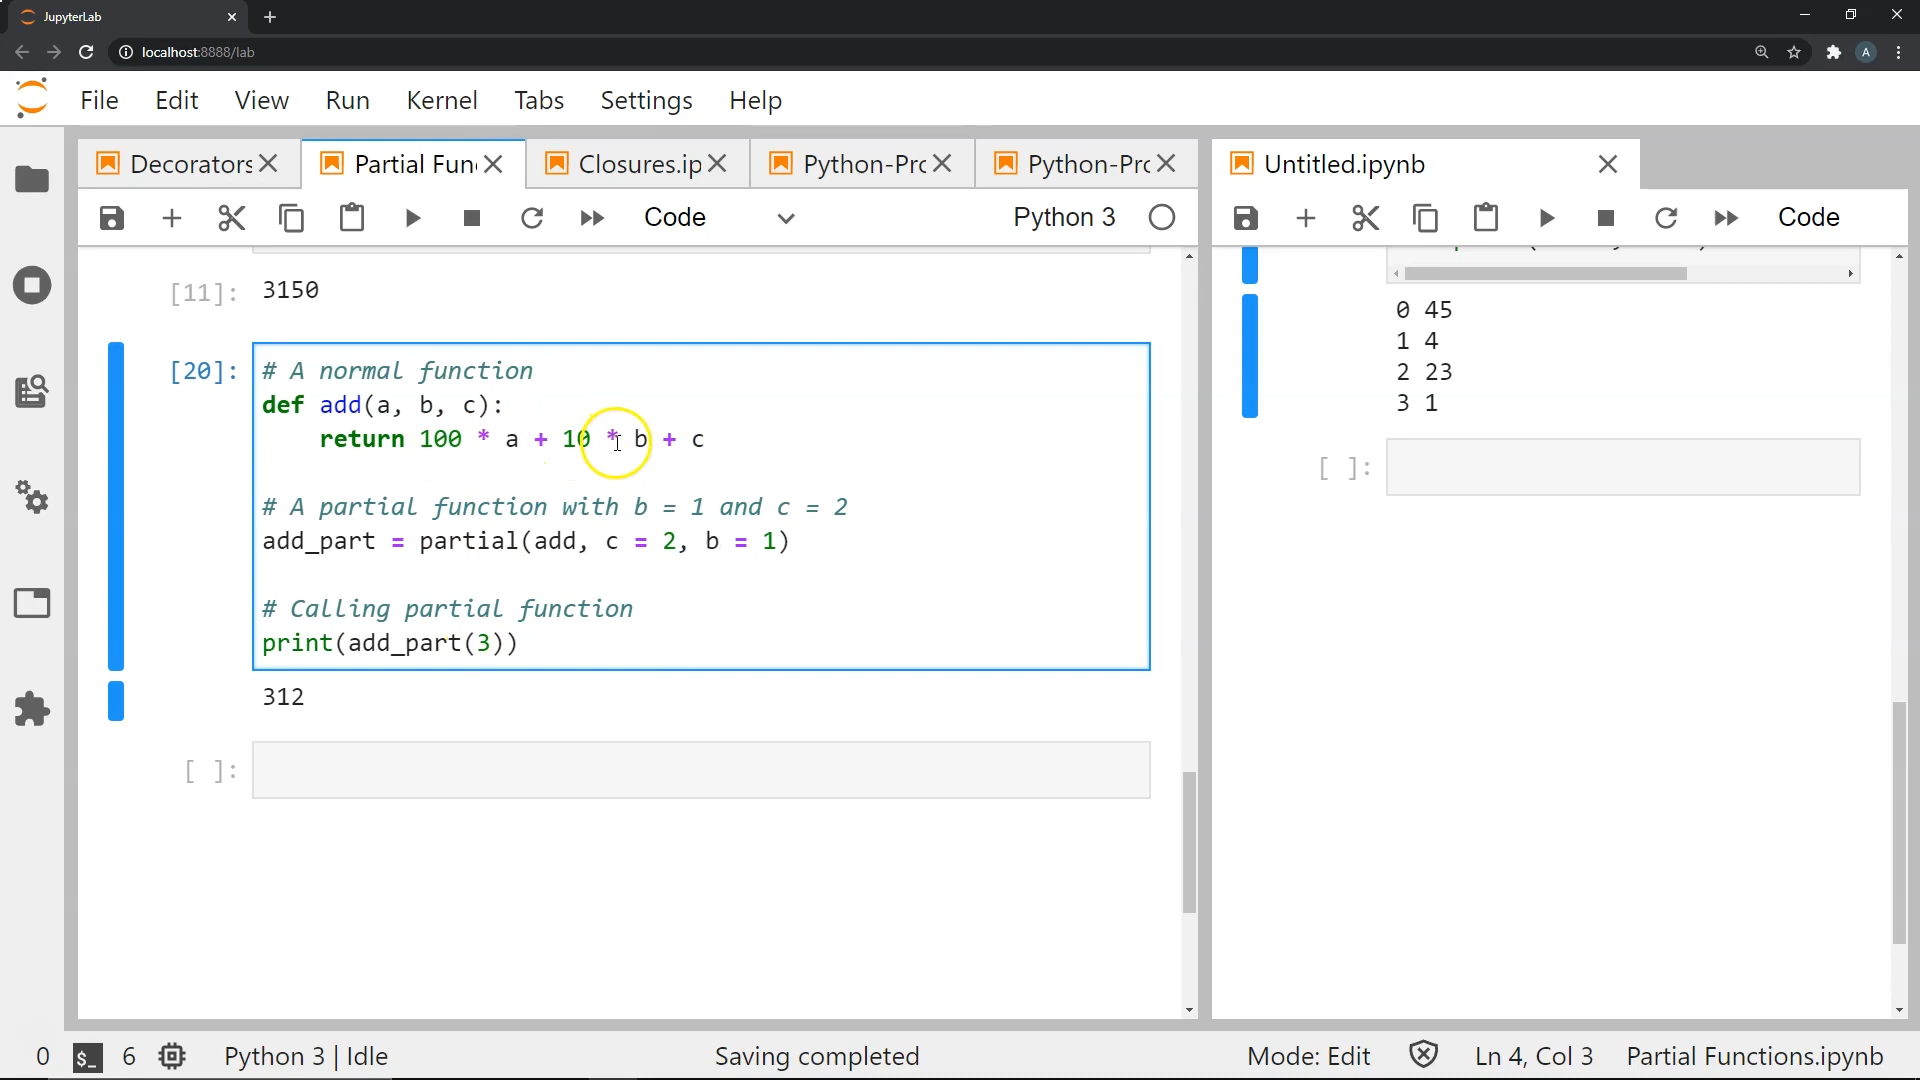 JupyterLab
localhost:8888/lab
A
File Edit View Run Kernel Tabs Settings Help
Decorators
Partial Fun
Closures.ip
Python-Pro
Python-Pro
Untitled.ipynb
Code
Python 3
Code
[11]: 3150
[20]: # A normal function
def add(a, b, c):
    return 100 * a + 10 * b + c
# A partial function with b = 1 and c = 2
add_part = partial(add, c = 2, b = 1)
# Calling partial function
print(add_part(3))
312
[ ]:
0 45
1 4
2 23
3 1
[ ]:
0 $_ 6 Python 3 | Idle Saving completed Mode: Edit Ln 4, Col 3 Partial Functions.ipynb